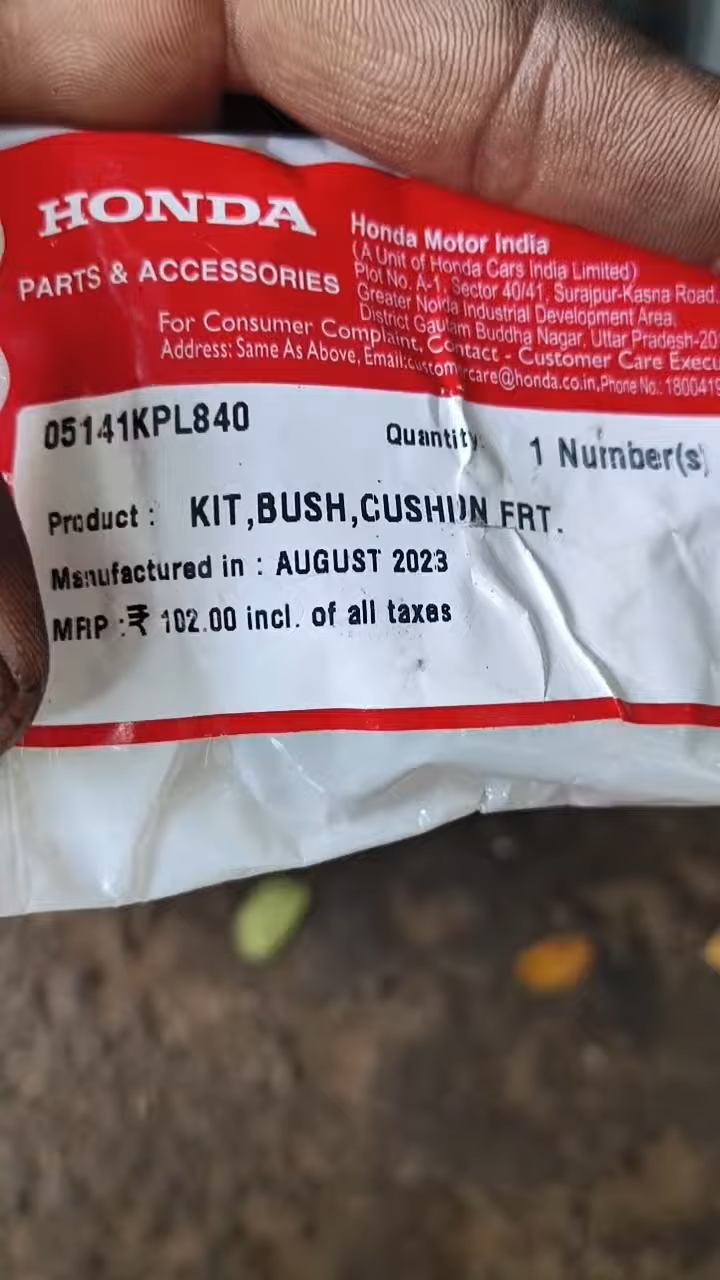 HONDA
PARTS & ACCESSORIES
Honda Motor India
(A Unit of Honda Cars India Limited)
Plot No. A-1, Sector 40/41, Surajpur-Kasna Road,
Greater Noida Industrial Development Area,
District Gautam Buddha Nagar, Uttar Pradesh-20
For Consumer Complaint, Contact - Customer Care Execu
Address: Same As Above, Email:customercare@honda.co.in,Phone No.: 1800419
05141KPL840
Quantity
1 Number(s)
Product : KIT,BUSH,CUSHION FRT.
Manufactured in : AUGUST 2023
MRP :₹ 102.00 incl. of all taxes